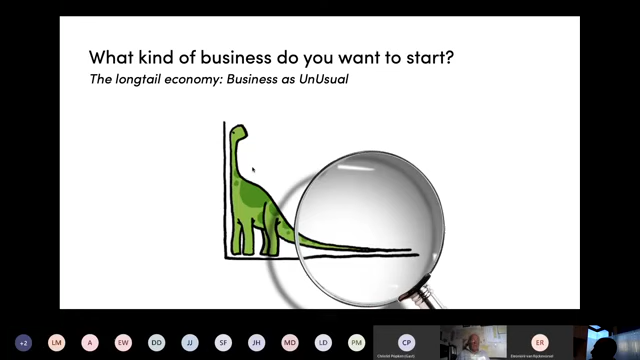 What kind of business do you want to start?
The longtail economy: Business as UnUsual
+2
LM
A
EW
DD
JJ
SF
JH
MD
LD
PM
CP
ER